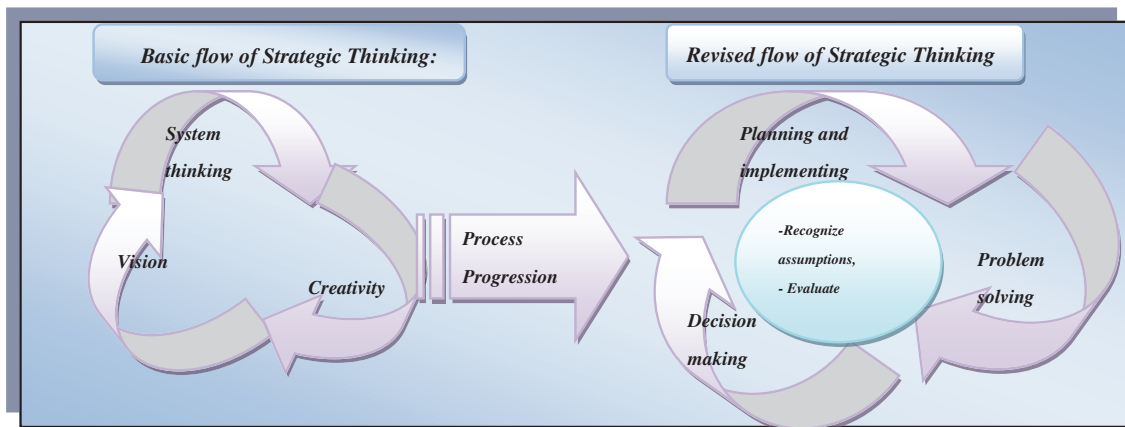 Basic flow of Strategic Thinking:
System
thinking
Vision
Creativity
Process
Progression
Revised flow of Strategic Thinking
Planning and
implementing
-Recognize
assumptions,
- Evaluate
Problem
solving
Decision
making